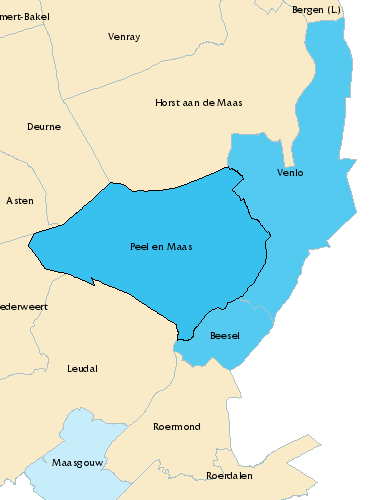 Bergen (L.)
mert-Bakel
Venray
Horst aan de Maas
Deurne
Venlo
Asten
Peel en Maas
ederweert
Beesel
Leudal
Roermond
Maasgouw
Roerdalen